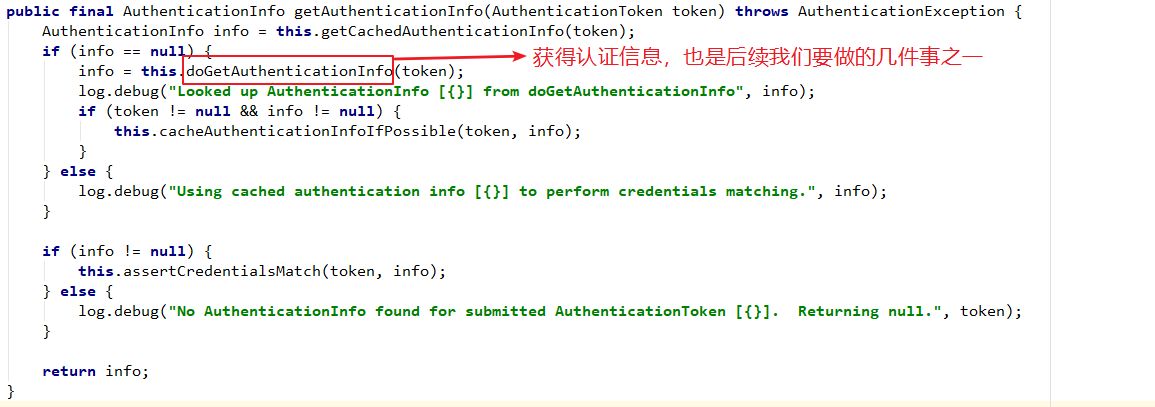 public final AuthenticationInfo getAuthenticationInfo(AuthenticationToken token) throws AuthenticationException {
    AuthenticationInfo info = this.getCachedAuthenticationInfo(token);
    if (info == null) {
        info = this.doGetAuthenticationInfo(token); 获得认证信息，也是后续我们要做的几件事之一
        log.debug("Looked up AuthenticationInfo [{}] from doGetAuthenticationInfo", info);
        if (token != null && info != null) {
            this.cacheAuthenticationInfoIfPossible(token, info);
        }
    } else {
        log.debug("Using cached authentication info [{}] to perform credentials matching.", info);
    }

    if (info != null) {
        this.assertCredentialsMatch(token, info);
    } else {
        log.debug("No AuthenticationInfo found for submitted AuthenticationToken [{}].  Returning null.", token);
    }

    return info;
}